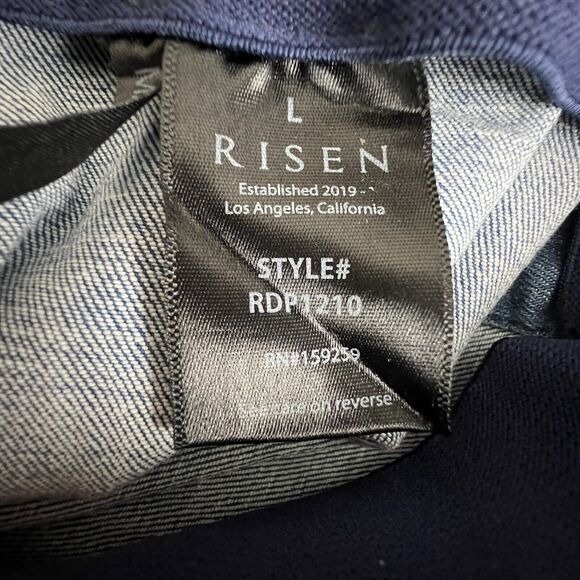 L
RISEN
Established 2019 -
Los Angeles, California
STYLE#
RDP1210
RN#159259
See care on reverse